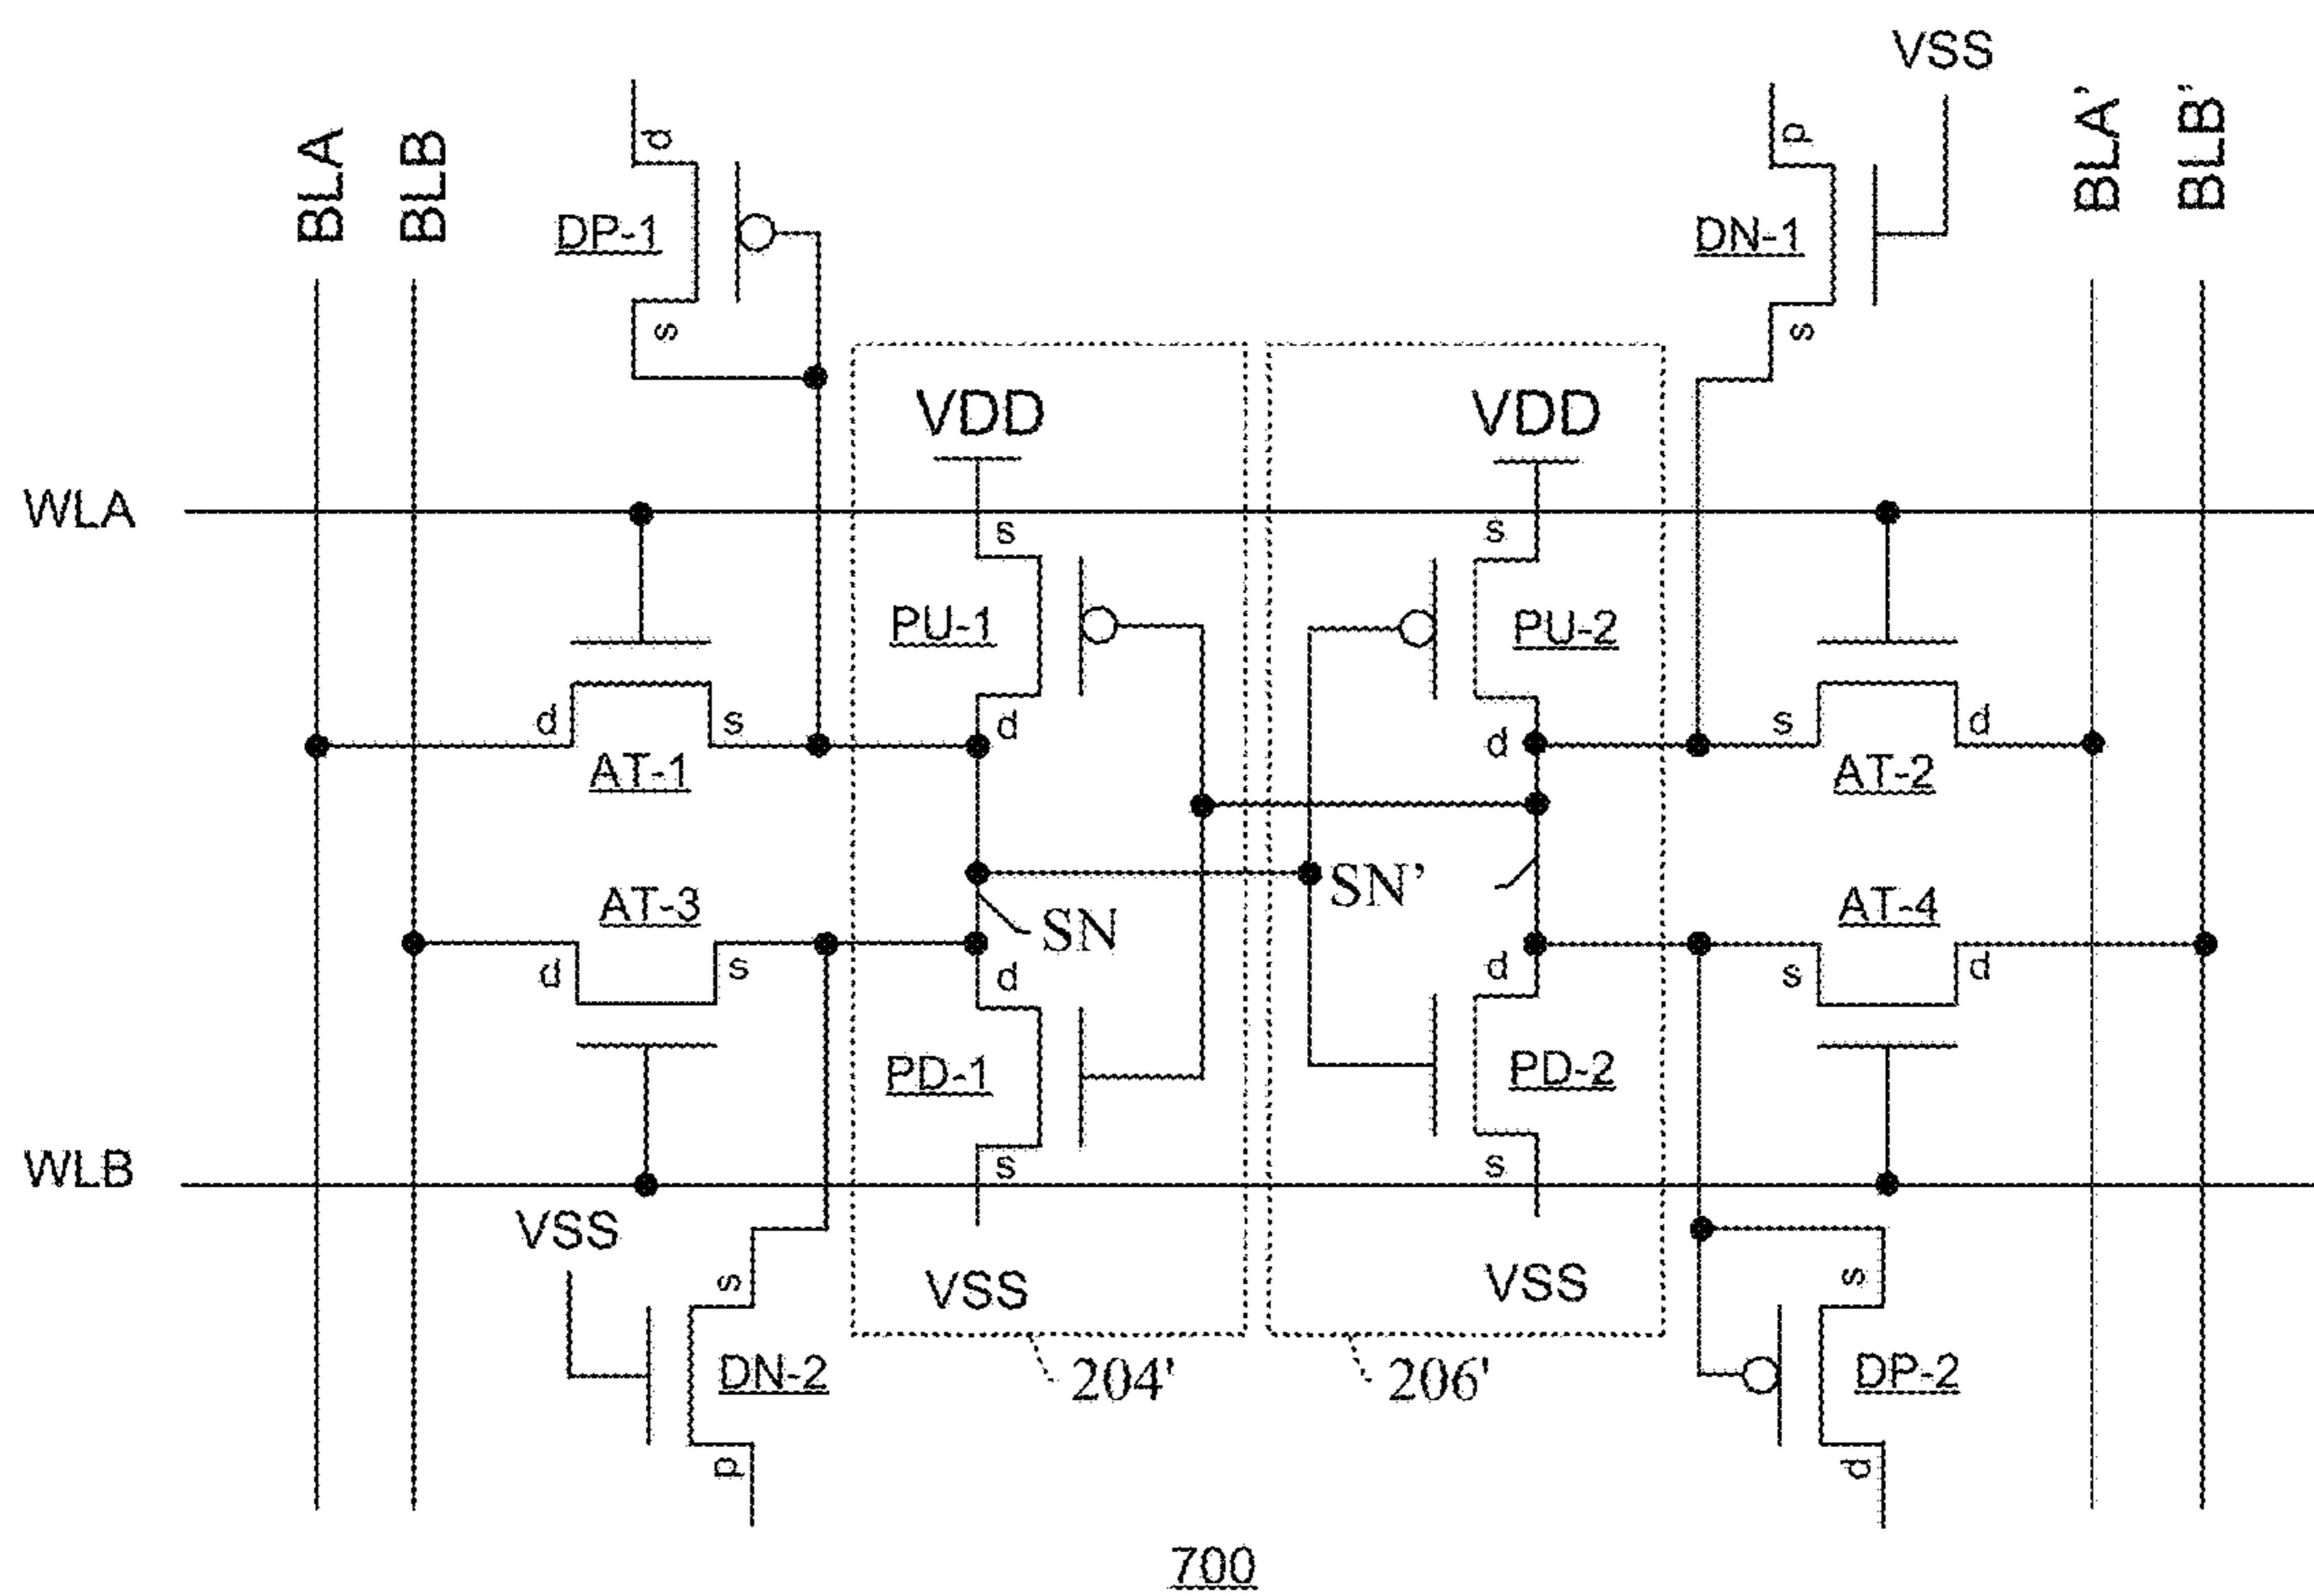 VSS
BLA
BLB
BLA'
BLB'
d
p
DP-1
DN-1
s
s
VDD
VDD
WLA
s
s
PU-1
PU-2
d
s
d
d
s
d
AT-1
AT-2
SN'
AT-3
SN
AT-4
d
s
d
d
s
d
PD-1
PD-2
WLB
s
s
VSS
s
VSS
VSS
s
DN-2
204'
206'
DP-2
p
d
700